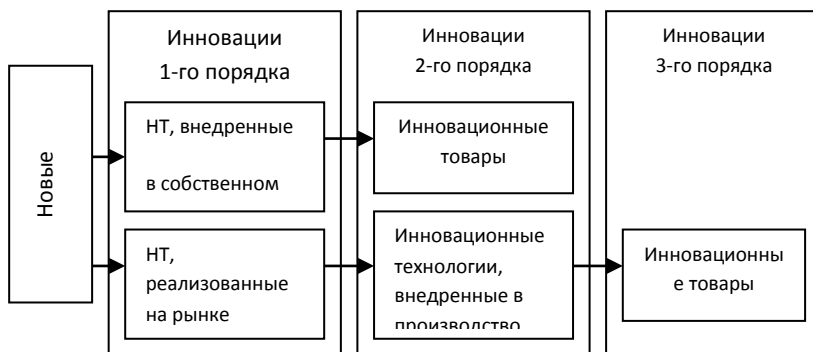 Новые
Инновации
1-го порядка
НТ, внедренные
в собственном
НТ,
реализованные
на рынке
Инновации
2-го порядка
Инновационные
товары
Инновационные
технологии,
внедренные в
производство
Инновации
3-го порядка
Инновационны
е товары